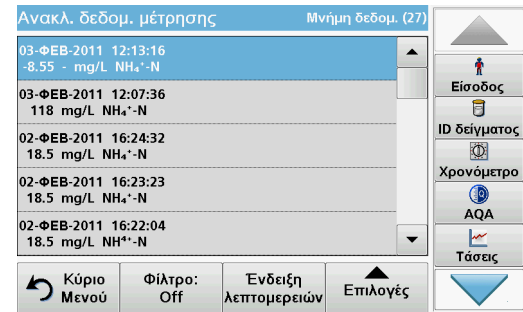 Ανακλ. δεδομ. μέτρησης Μνήμη δεδομ. (27)
03-ΦΕΒ-2011 12:13:16
-8.55 - mg/L NH₄⁺-N
03-ΦΕΒ-2011 12:07:36
118 mg/L NH₄⁺-N
02-ΦΕΒ-2011 16:24:32
18.5 mg/L NH₄⁺-N
02-ΦΕΒ-2011 16:23:23
18.5 mg/L NH₄⁺-N
02-ΦΕΒ-2011 16:22:04
18.5 mg/L NH⁴⁺-N
Είσοδος
ID δείγματος
Χρονόμετρο
AQA
Τάσεις
Κύριο
Μενού
Φίλτρο:
Off
Ένδειξη
λεπτομερειών
Επιλογές